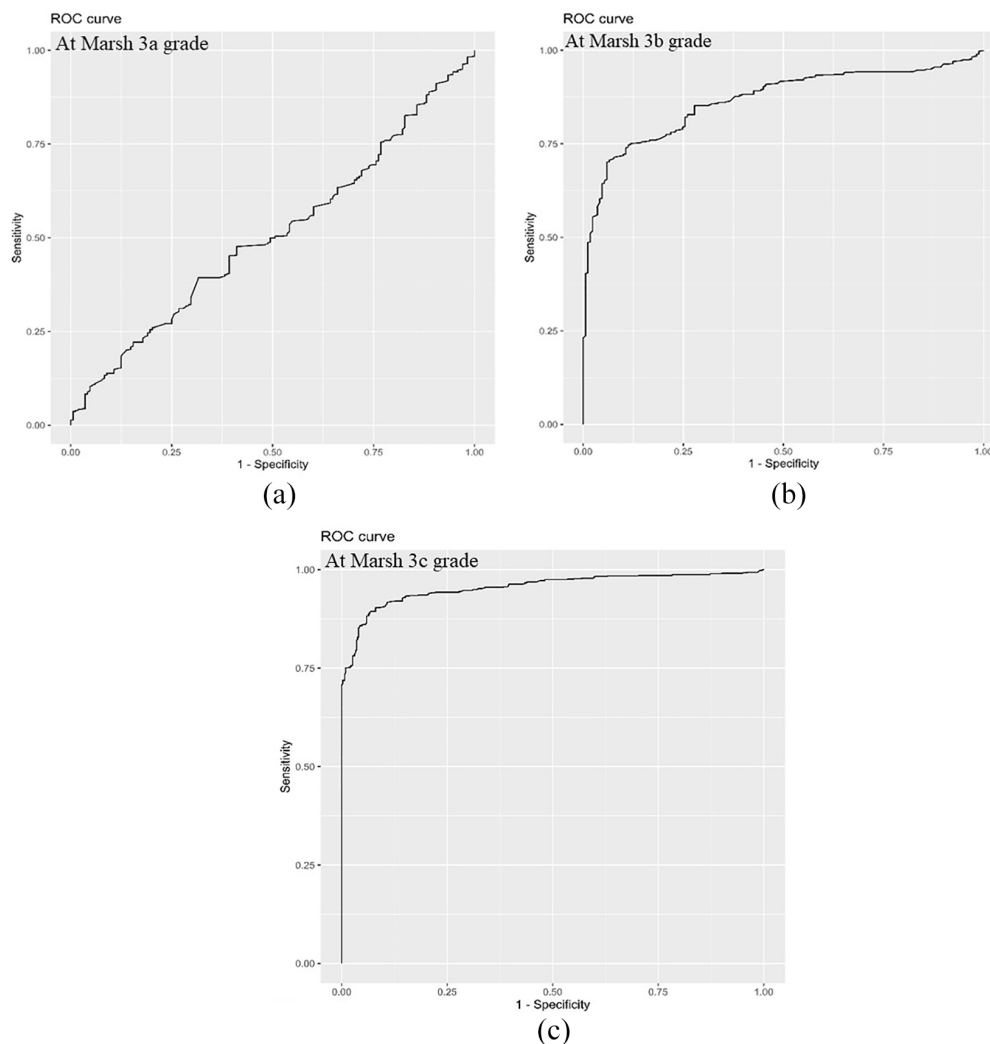 ROC curve
At Marsh 3a grade
1.00
0.75
0.50
0.25
0.00
Sensitivity
0.00 0.25 0.50 0.75 1.00
1 - Specificity
(a)
ROC curve
At Marsh 3b grade
1.00
0.75
0.50
0.25
0.00
Sensitivity
0.00 0.25 0.50 0.75 1.00
1 - Specificity
(b)
ROC curve
At Marsh 3c grade
1.00
0.75
0.50
0.25
0.00
Sensitivity
0.00 0.25 0.50 0.75 1.00
1 - Specificity
(c)